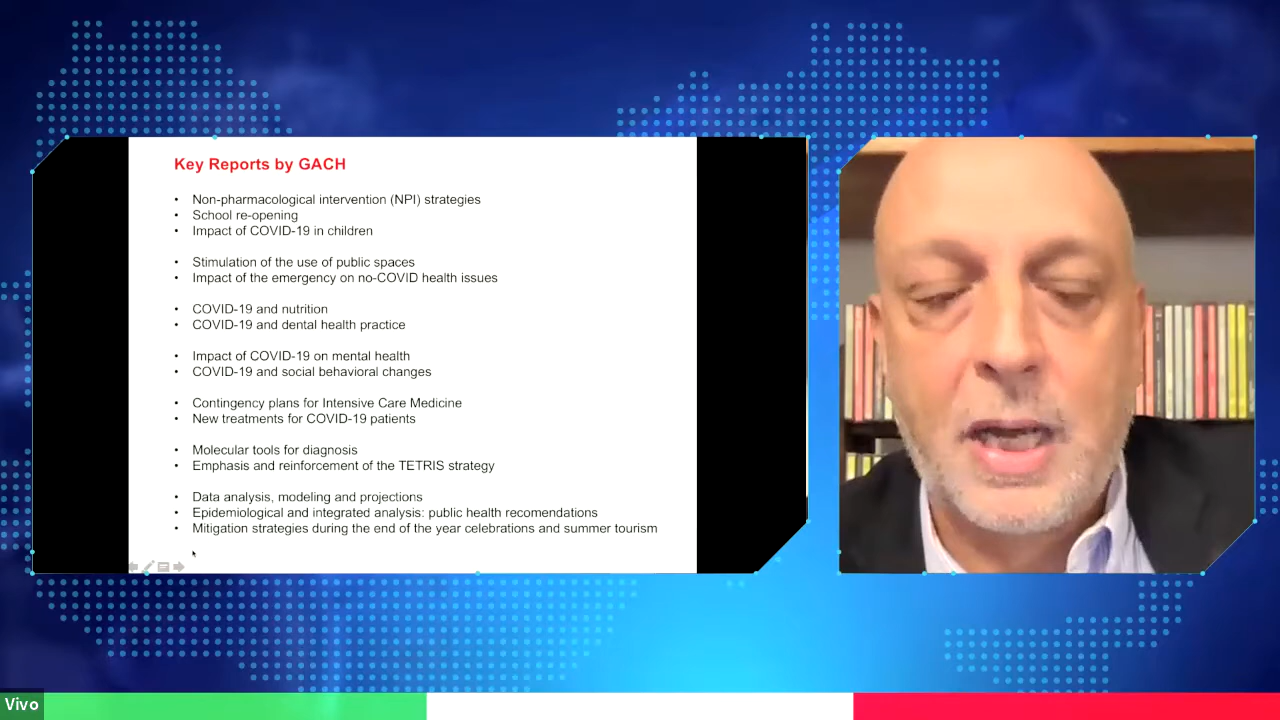 Key Reports by GACH
• Non-pharmacological intervention (NPI) strategies
• School re-opening
• Impact of COVID-19 in children
• Stimulation of the use of public spaces
• Impact of the emergency on no-COVID health issues
• COVID-19 and nutrition
• COVID-19 and dental health practice
• Impact of COVID-19 on mental health
• COVID-19 and social behavioral changes
• Contingency plans for Intensive Care Medicine
• New treatments for COVID-19 patients
• Molecular tools for diagnosis
• Emphasis and reinforcement of the TETRIS strategy
• Data analysis, modeling and projections
• Epidemiological and integrated analysis: public health recomendations
• Mitigation strategies during the end of the year celebrations and summer tourism
Vivo